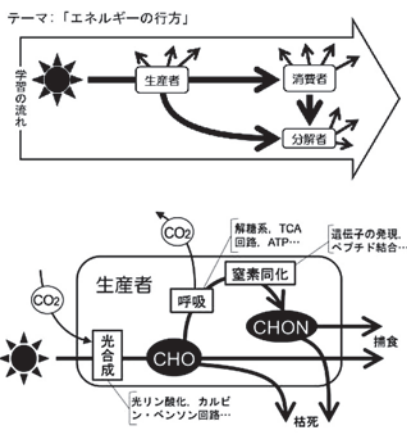 テーマ:「エネルギーの行方」
学習の流れ
生産者
消費者
分解者
CO2
解糖系，TCA
回路，ATP…
遺伝子の発現，
ペプチド結合…
生産者
呼吸
窒素同化
CO2
CHON
捕食
光合成
CHO
光リン酸化，カルビ
ン・ベンソン回路…
枯死